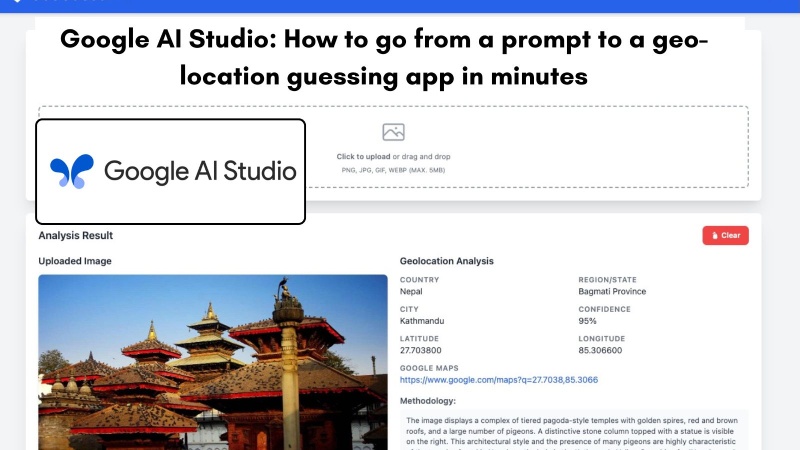 Google AI Studio: How to go from a prompt to a geo-
location guessing app in minutes
Click to upload or drag and drop
PNG, JPG, GIF, WEBP (MAX. 5MB)
Google AI Studio
Analysis Result
Clear
Uploaded Image
Geolocation Analysis
COUNTRY
REGION/STATE
Nepal
Bagmati Province
CITY
CONFIDENCE
Kathmandu
95%
LATITUDE
LONGITUDE
27.703800
85.306600
GOOGLE MAPS
https://www.google.com/maps?q=27.7038,85.3066
Methodology:
The image displays a complex of tiered pagoda-style temples with golden spires, red and brown
roofs, and a large number of pigeons. A distinctive stone column topped with a statue is visible
on the right. This architectural style and the presence of many pigeons are highly characteristic